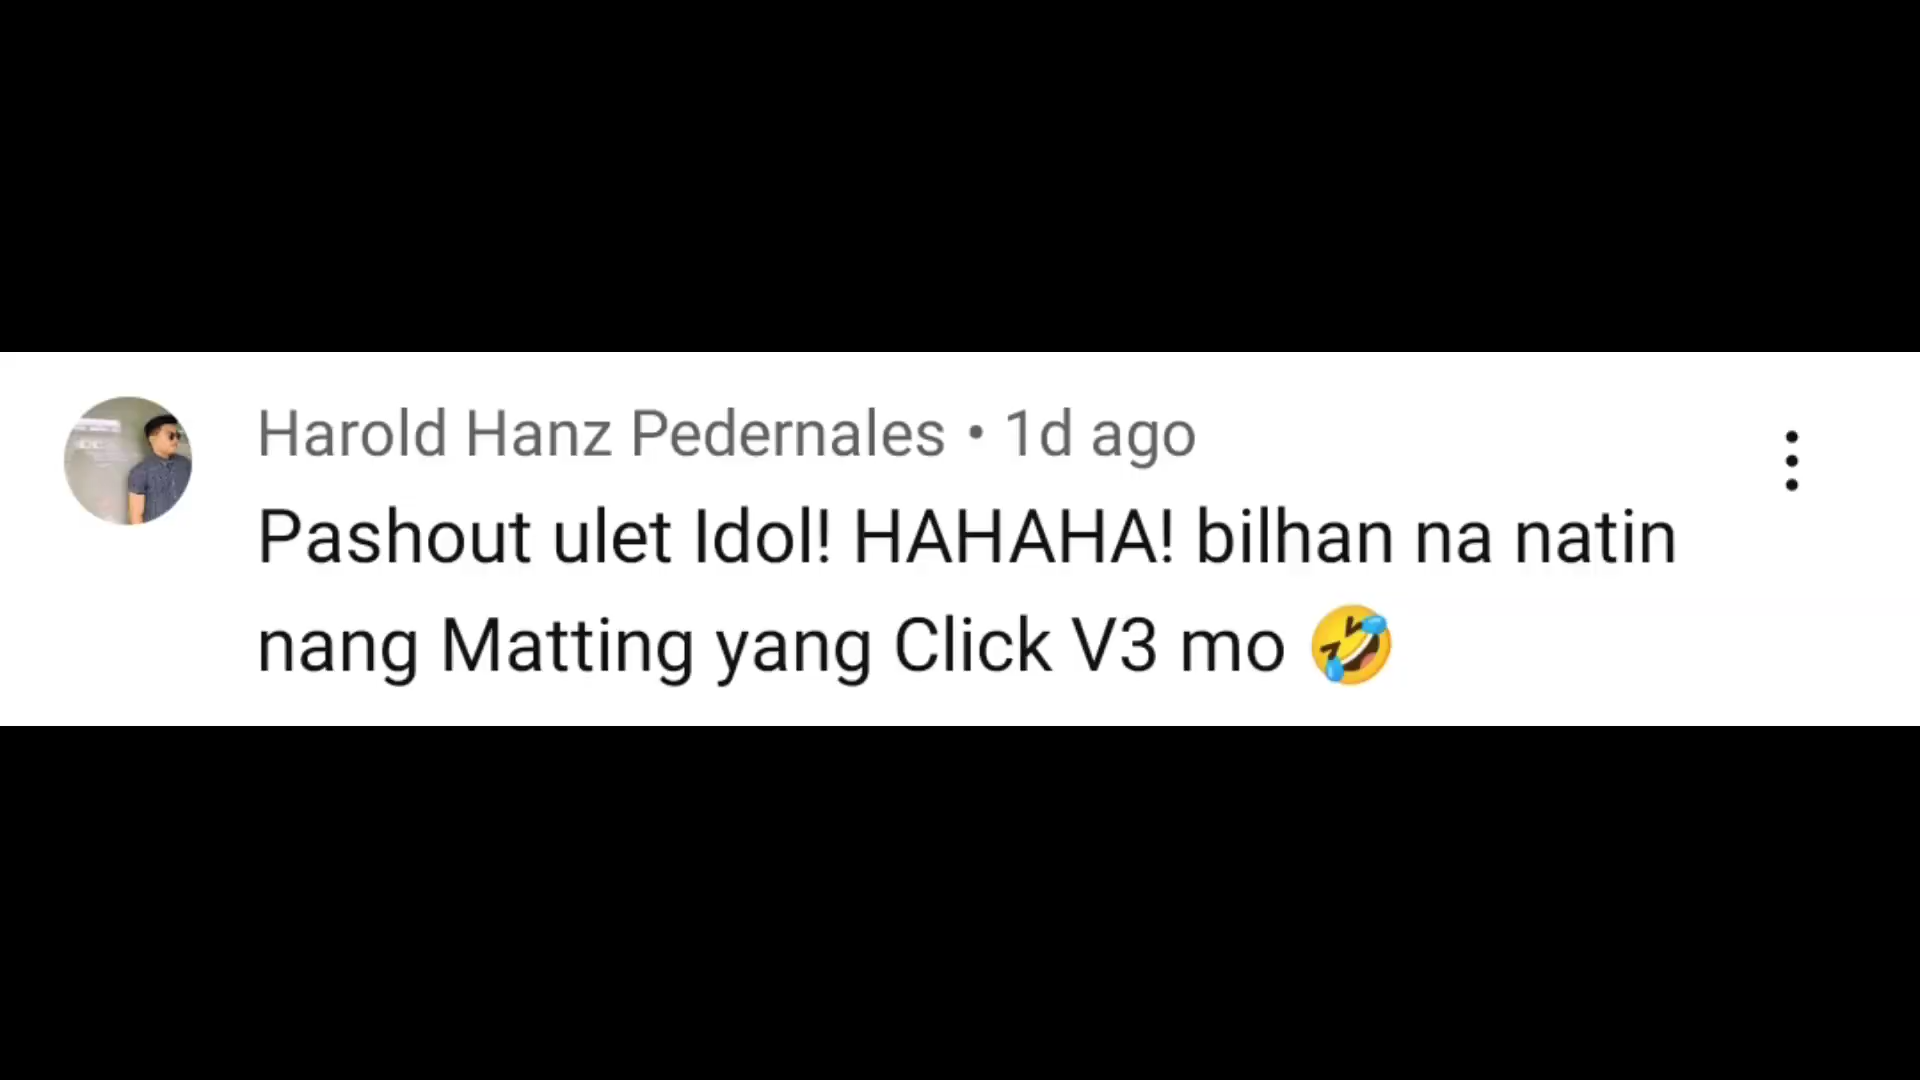 Harold Hanz Pedernales • 1d ago
Pashout ulet Idol! HAHAHA! bilhan na natin
nang Matting yang Click V3 mo 🤣